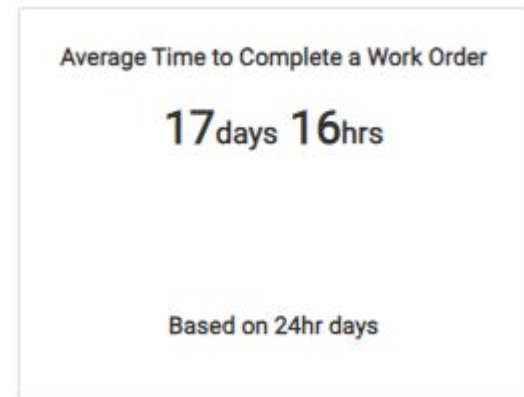 Average Time to Complete a Work Order
17days 16hrs
Based on 24hr days